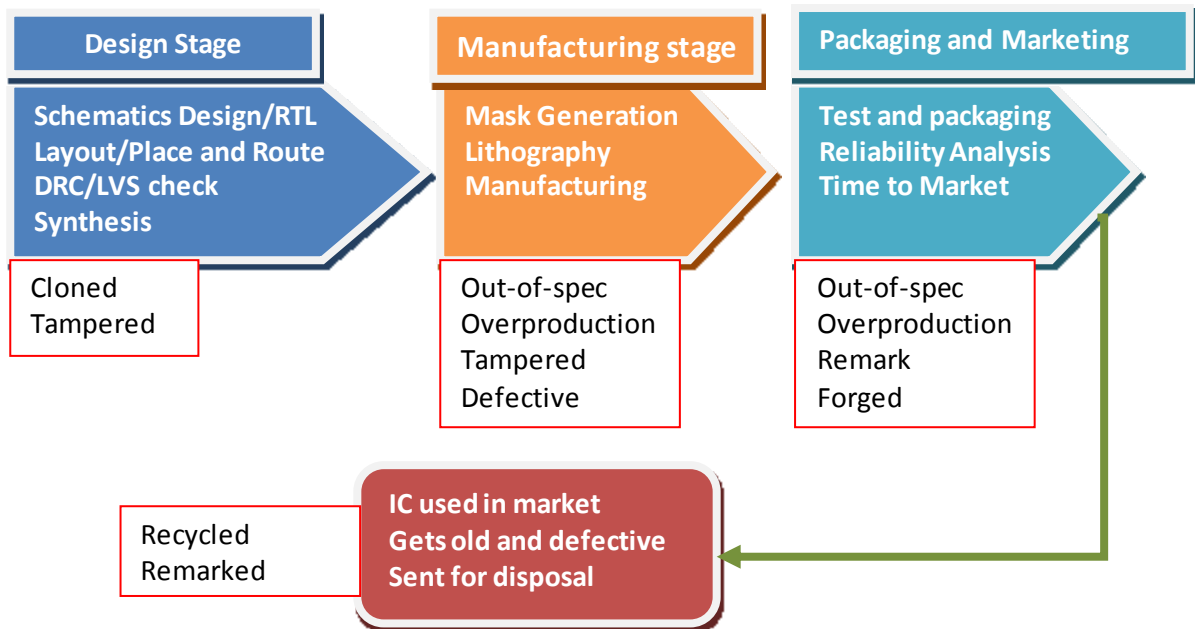 Design Stage
Schematics Design/RTL
Layout/Place and Route
DRC/LVS check
Synthesis
Cloned
Tampered
Manufacturing stage
Mask Generation
Lithography
Manufacturing
Out-of-spec
Overproduction
Tampered
Defective
Packaging and Marketing
Test and packaging
Reliability Analysis
Time to Market
Out-of-spec
Overproduction
Remark
Forged
Recycled
Remarked
IC used in market
Gets old and defective
Sent for disposal